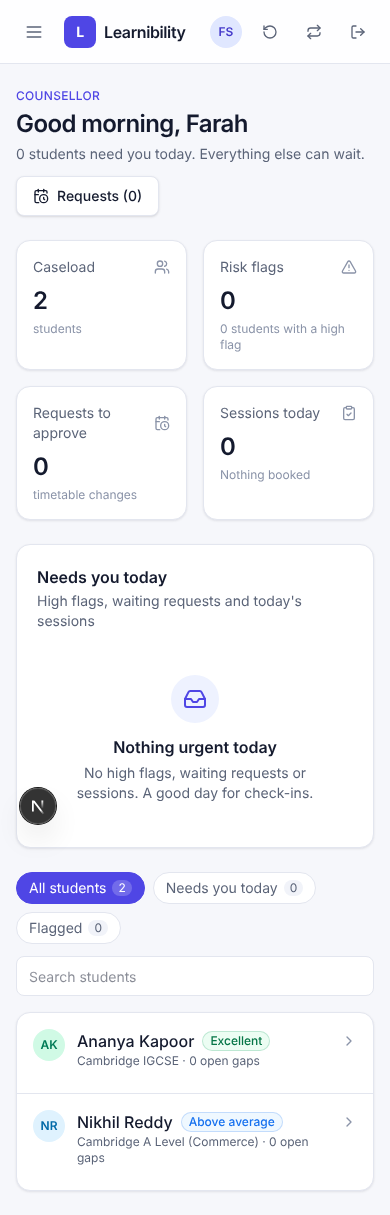 L Learnibility FS
COUNSELLOR
Good morning, Farah
0 students need you today. Everything else can wait.
Requests (0)
Caseload
2
students
Risk flags
0
0 students with a high
flag
Requests to
approve
0
timetable changes
Sessions today
0
Nothing booked
Needs you today
High flags, waiting requests and today's
sessions
Nothing urgent today
No high flags, waiting requests or
sessions. A good day for check-ins.
N
All students 2 Needs you today 0
Flagged 0
Search students
AK Ananya Kapoor Excellent
Cambridge IGCSE · 0 open gaps
NR Nikhil Reddy Above average
Cambridge A Level (Commerce) · 0 open
gaps